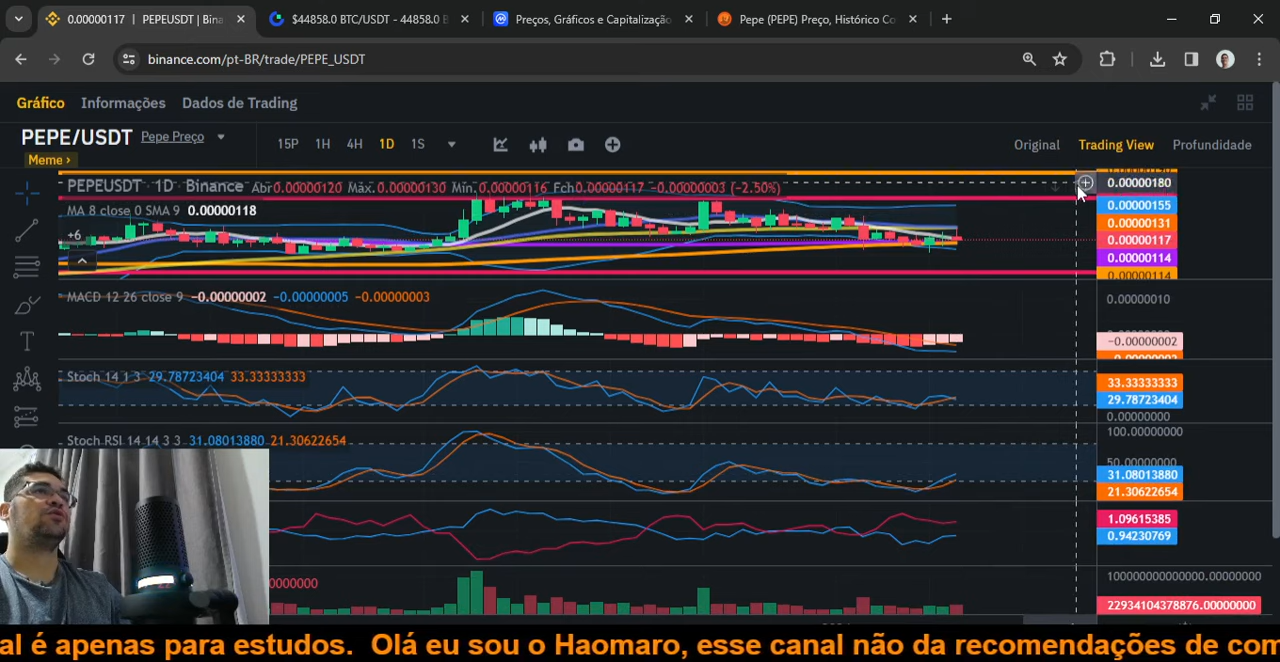 0.00000117 | PEPEUSDT | Bina
$44858.0 BTC/USDT - 44858.0 B
Preços, Gráficos e Capitalização
Pepe (PEPE) Preço, Histórico Co
binance.com/pt-BR/trade/PEPE_USDT
Gráfico Informações Dados de Trading
PEPE/USDT Pepe Preço
Meme ›
15P 1H 4H 1D 1S
Original Trading View Profundidade
PEPEUSDT · 1D · Binance Abr0.00000120 Máx.0.00000130 Mín.0.00000116 Fch0.00000117 −0.00000003 (−2.50%)
MA 8 close 0 SMA 9 0.00000118
+6
0.00000180
0.00000155
0.00000131
0.00000117
0.00000114
0.00000114
MACD 12 26 close 9 −0.00000002 −0.00000005 −0.00000003
0.00000010
−0.00000002
Stoch 14 1 3 29.78723404 33.33333333
33.33333333
29.78723404
0.00000000
Stoch RSI 14 14 3 3 31.08013880 21.30622654
100.00000000
50.00000000
31.08013880
21.30622654
1.09615385
0.94230769
0000000
100000000000000.00000000
22934104378876.00000000
al é apenas para estudos. Olá eu sou o Haomaro, esse canal não da recomendações de com